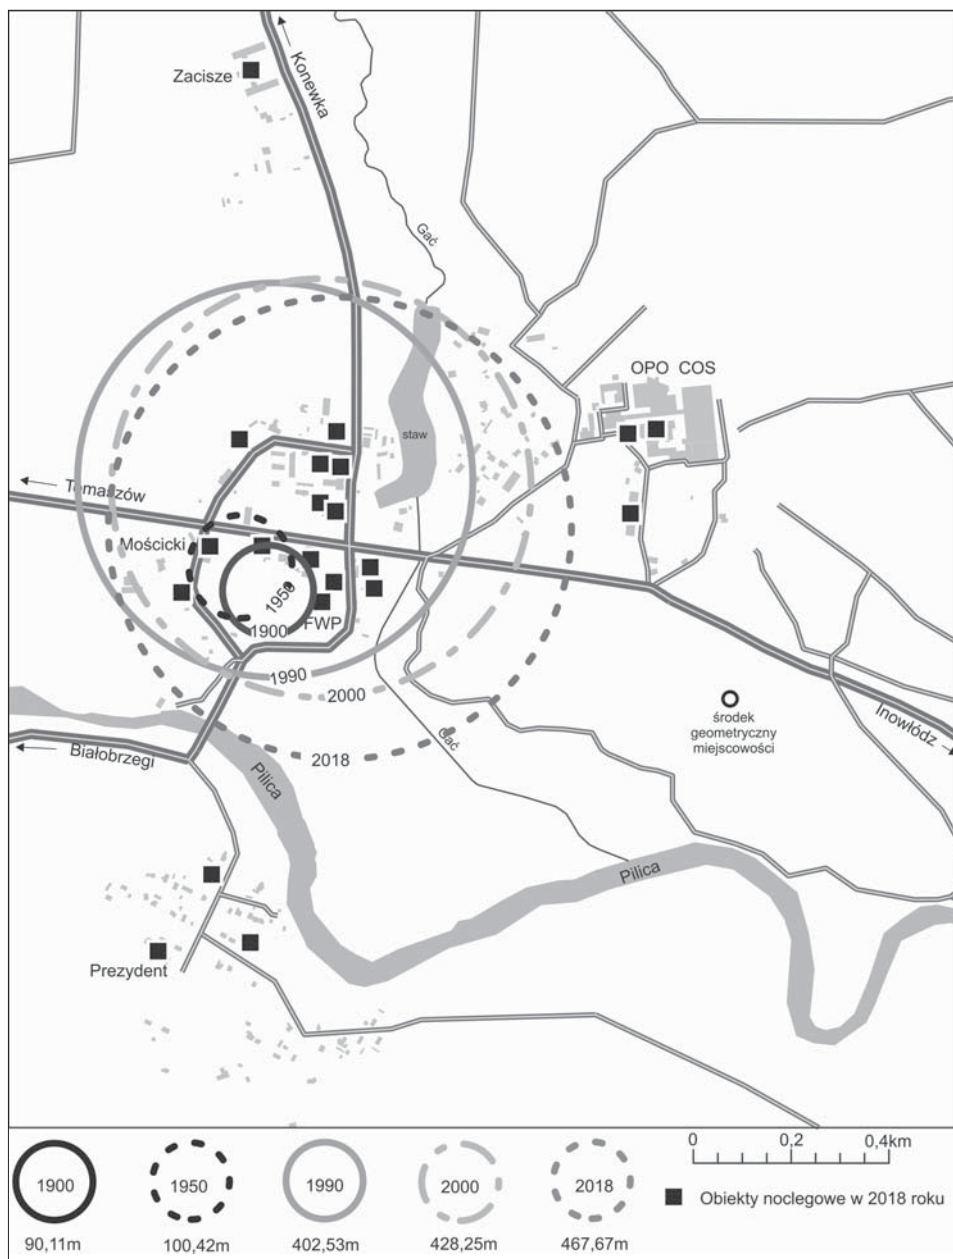 Konewka
Zacisze
Gać
OPO COS
staw
Tomaszów
Mościcki
1950
1900
FWP
1990
2000
2018
środek
geometryczny
miejscowości
Inowłódz
Białobrzegi
Gać
Pilica
Pilica
Prezydent
0 0,2 0,4km
1900 1950 1990 2000 2018
Obiekty noclegowe w 2018 roku
90,11m 100,42m 402,53m 428,25m 467,67m